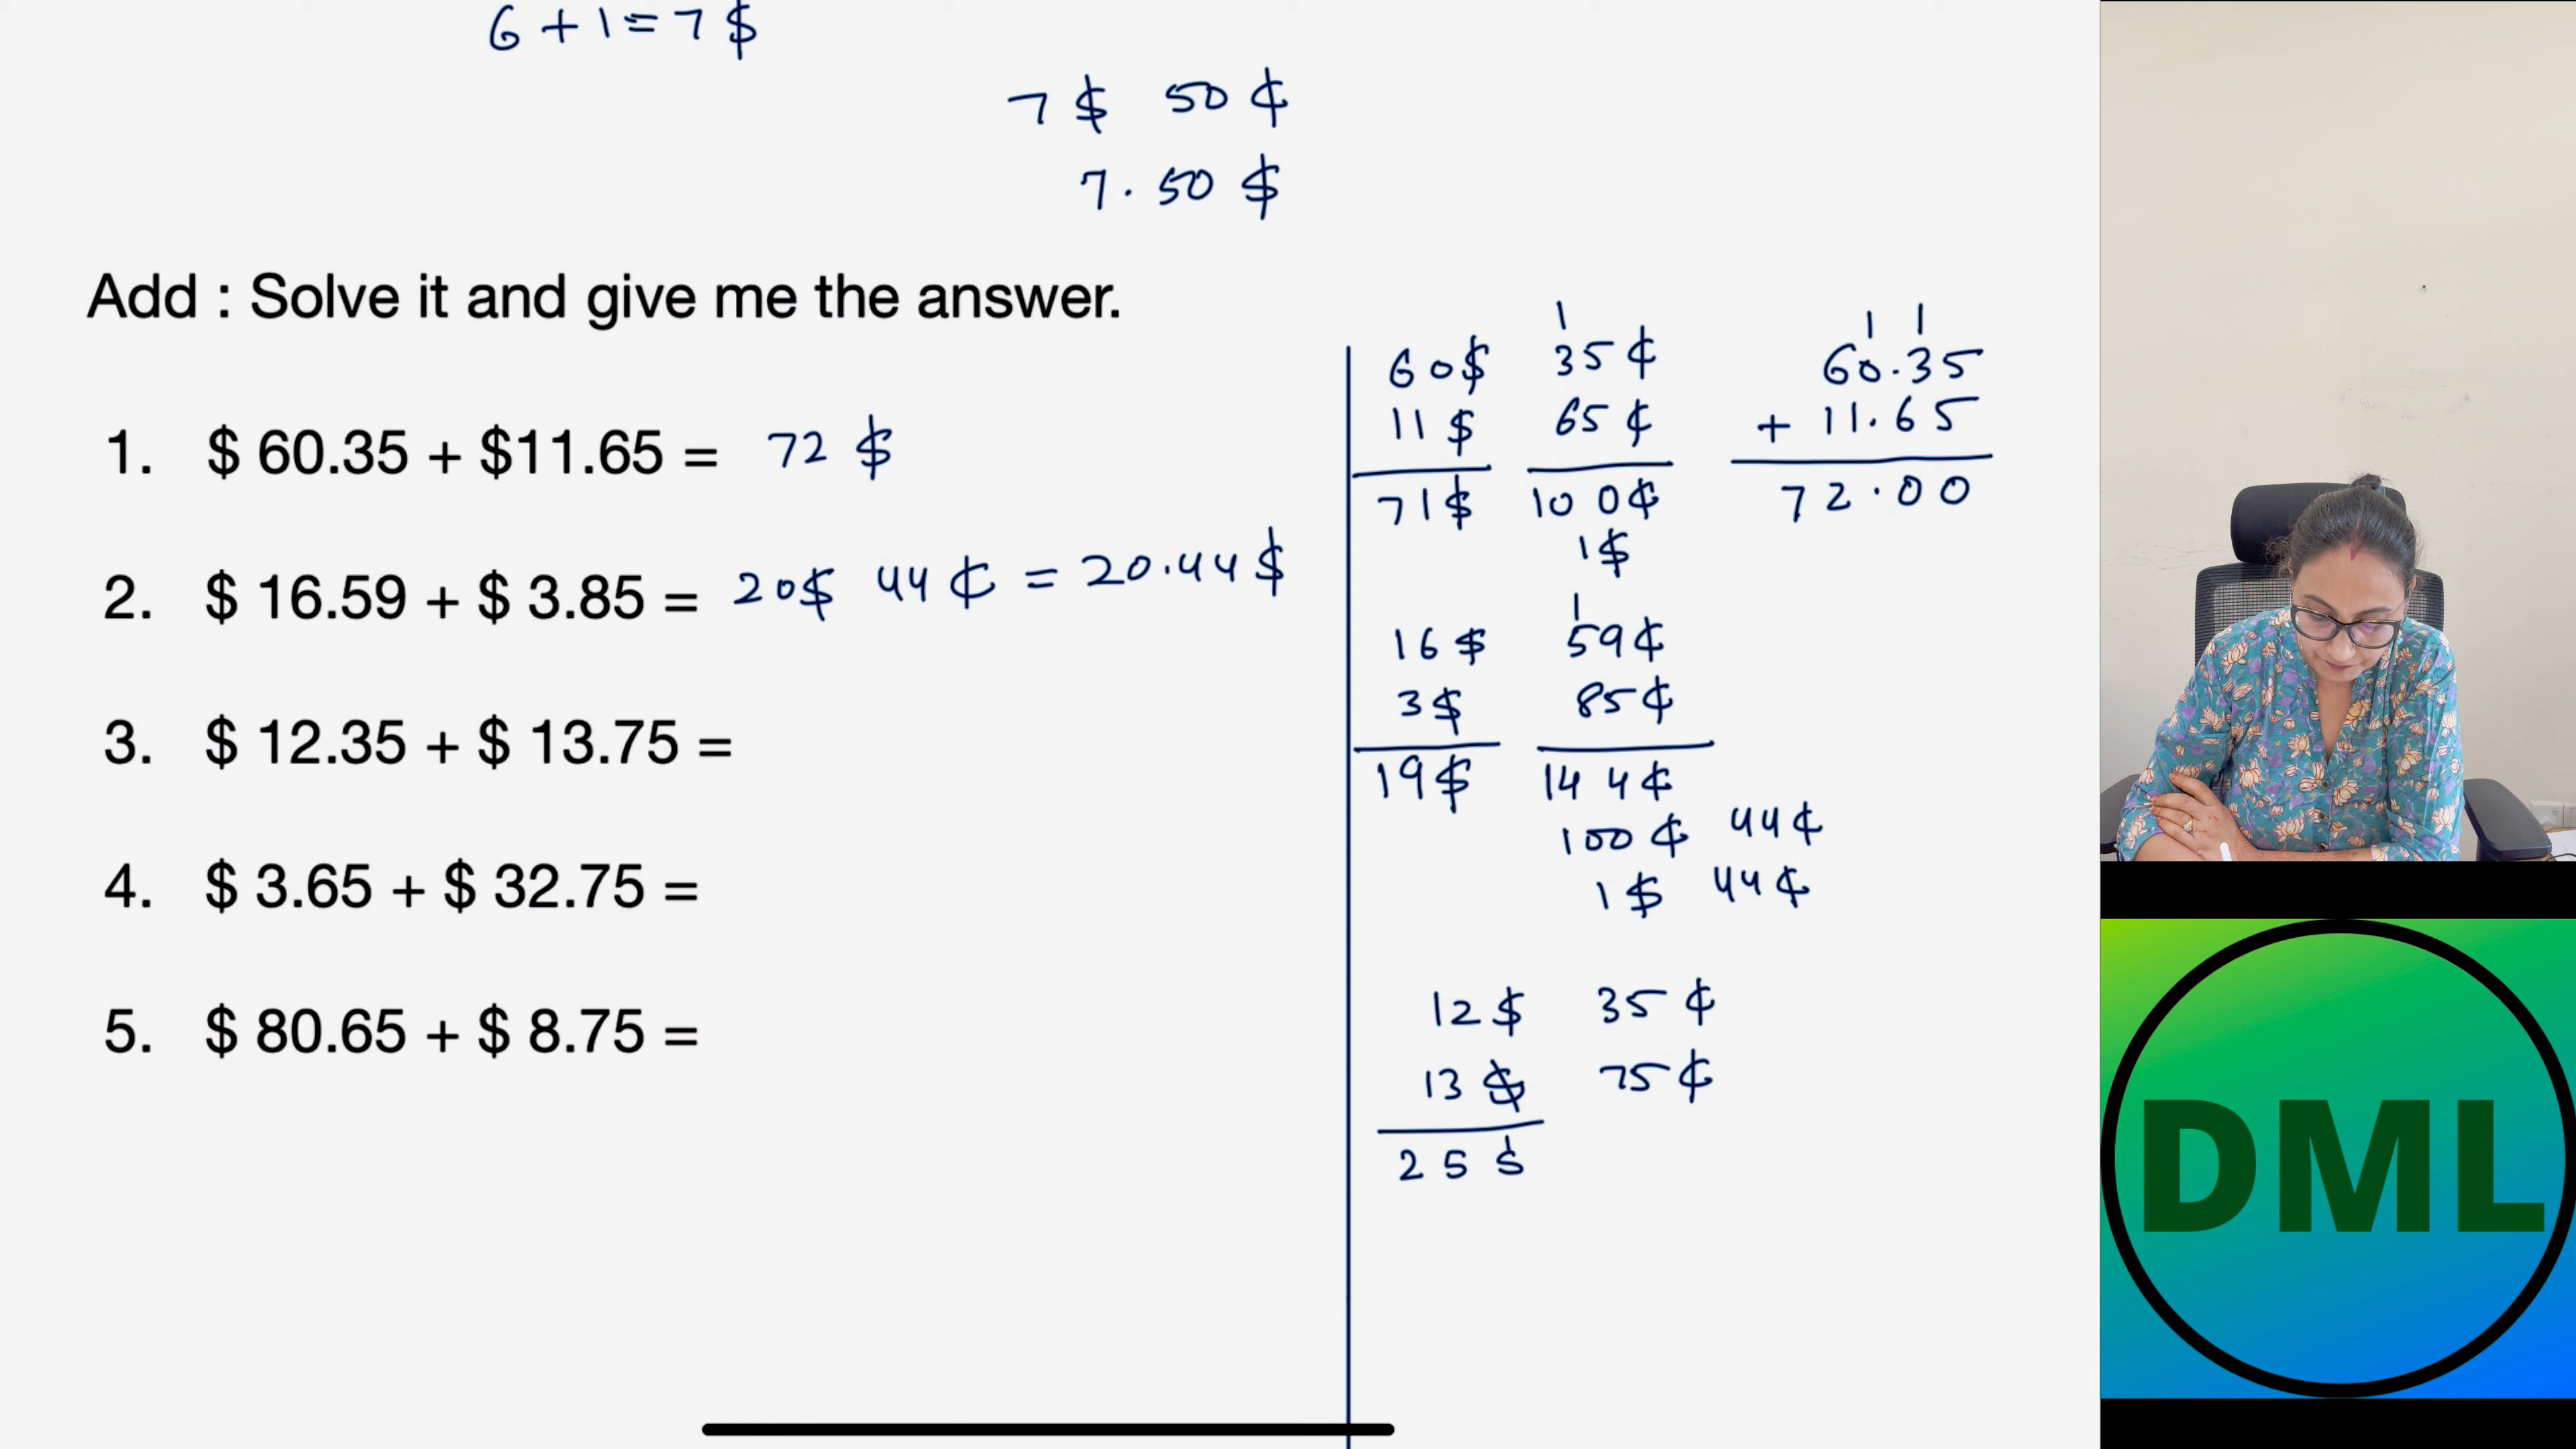 6 + 1 = 7 $
7 $ 50 ¢
7.50 $
Add : Solve it and give me the answer.
1. $ 60.35 + $11.65 = 72 $
2. $ 16.59 + $ 3.85 = 20$ 44 ¢ = 20.44 $
3. $ 12.35 + $ 13.75 =
4. $ 3.65 + $ 32.75 =
5. $ 80.65 + $ 8.75 =
1
60$ 35 ¢
11 $ 65 ¢
71$ 100¢
1$
1 1
60.35
+ 11.65
72.00
1
16 $ 59¢
3$ 85¢
19$ 144¢
100 ¢ 44¢
1 $ 44¢
12 $ 35 ¢
13 $ 75¢
25 $
DML